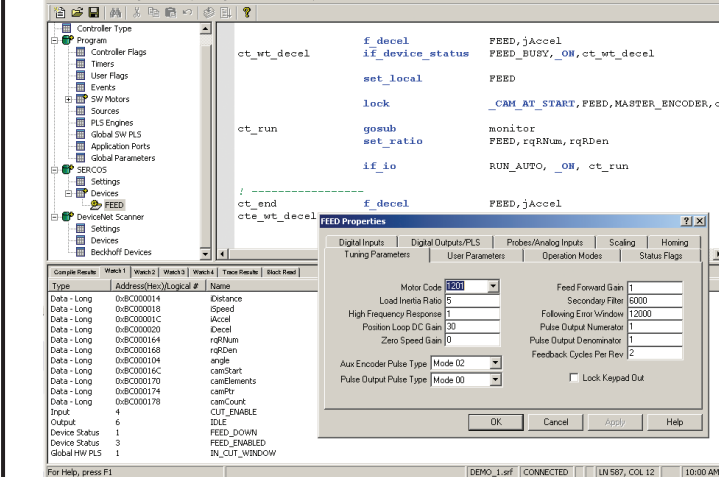 Controller Type
Program
Controller Flags
Timers
User Flags
Events
SW Motors
Sources
PLS Engines
Global SW PLS
Application Ports
Global Parameters
SERCOS
Settings
Devices
FEED
DeviceNet Scanner
Settings
Devices
Beckhoff Devices
f_decel FEED,jAccel
ct_wt_decel if_device_status FEED_BUSY,_ON,ct_wt_decel
set_local FEED
lock _CAM_AT_START,FEED,MASTER_ENCODER,c
ct_run gosub monitor
set_ratio FEED,rqRNum,rqRDen
if_io RUN_AUTO, _ON, ct_run
! ------------------
ct_end f_decel FEED,jAccel
cte_wt_decel
FEED Properties
Digital Inputs Digital Outputs/PLS Probes/Analog Inputs Scaling Homing
Tuning Parameters User Parameters Operation Modes Status Flags
Motor Code 1201 Feed Forward Gain 1
Load Inertia Ratio 5 Secondary Filter 6000
High Frequency Response 1 Following Error Window 12000
Position Loop DC Gain 30 Pulse Output Numerator 1
Zero Speed Gain 0 Pulse Output Denominator 1
Feedback Cycles Per Rev 2
Aux Encoder Pulse Type Mode 02
Pulse Output Pulse Type Mode 00 Lock Keypad Out
OK Cancel Apply Help
Compile Results Watch 1 Watch 2 Watch 3 Watch 4 Trace Results Block Read
Type Address(Hex)/Logical # Name
Data - Long 0xBC000014 iDistance
Data - Long 0xBC000018 iSpeed
Data - Long 0xBC00001C iAccel
Data - Long 0xBC000020 iDecel
Data - Long 0xBC000164 rqRNum
Data - Long 0xBC000168 rqRDen
Data - Long 0xBC000104 angle
Data - Long 0xBC00016C camStart
Data - Long 0xBC000170 camElements
Data - Long 0xBC000174 camPtr
Data - Long 0xBC000178 camCount
Input 4 CUT_ENABLE
Output 6 IDLE
Device Status 1 FEED_DOWN
Device Status 3 FEED_ENABLED
Global HW PLS 1 IN_CUT_WINDOW
For Help, press F1 DEMO_1.srf CONNECTED LN 587, COL 12 10:00 AM